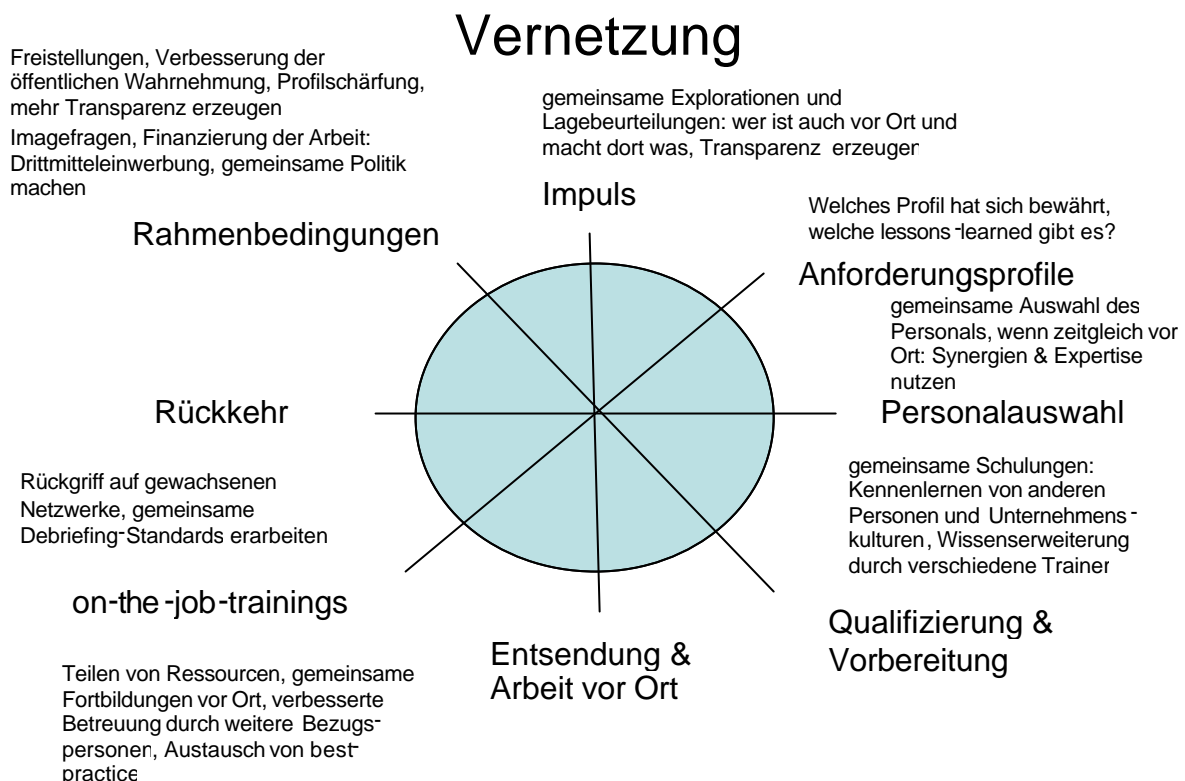 Vernetzung
Freistellungen, Verbesserung der
öffentlichen Wahrnehmung, Profilschärfung,
mehr Transparenz erzeugen
Imagefragen, Finanzierung der Arbeit:
Drittmitteleinwerbung, gemeinsame Politik
machen
Rahmenbedingungen
gemeinsame Explorationen und
Lagebeurteilungen: wer ist auch vor Ort und
macht dort was, Transparenz erzeugen
Impuls
Welches Profil hat sich bewährt,
welche lessons-learned gibt es?
Anforderungsprofile
gemeinsame Auswahl des
Personals, wenn zeitgleich vor
Ort: Synergien & Expertise
nutzen
Personalauswahl
gemeinsame Schulungen:
Kennenlernen von anderen
Personen und Unternehmens-
kulturen, Wissenserweiterung
durch verschiedene Trainer
Qualifizierung &
Vorbereitung
Entsendung &
Arbeit vor Ort
Rückkehr
Rückgriff auf gewachsenen
Netzwerke, gemeinsame
Debriefing-Standards erarbeiten
on-the-job-trainings
Teilen von Ressourcen, gemeinsame
Fortbildungen vor Ort, verbesserte
Betreuung durch weitere Bezugs-
personen, Austausch von best-
practice